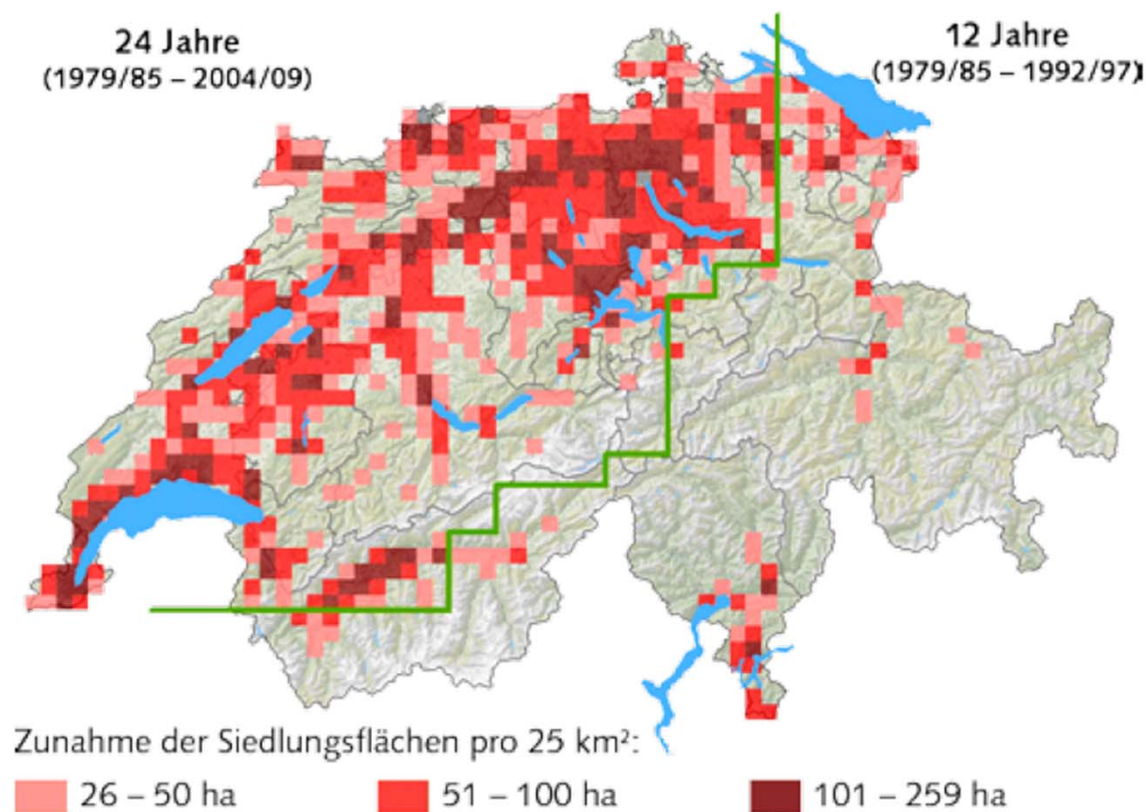 24 Jahre
(1979/85 – 2004/09)
12 Jahre
(1979/85 – 1992/97)
Zunahme der Siedlungsflächen pro 25 km²:
26 – 50 ha
51 – 100 ha
101 – 259 ha